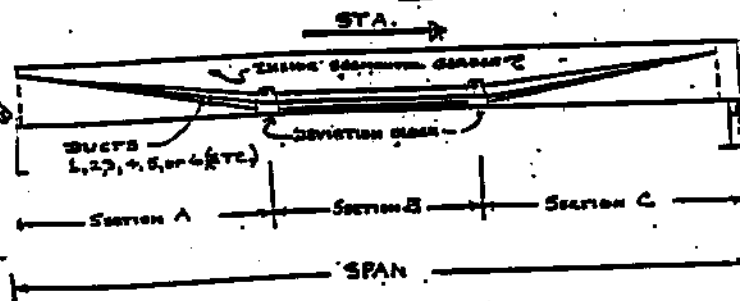 STA.
INSIDE SEGMENTAL GIRDER
DUCTS
DEVIATION BLOCK
1,2,3,4,5, or 6 (ETC)
SECTION A
SECTION B
SECTION C
SPAN